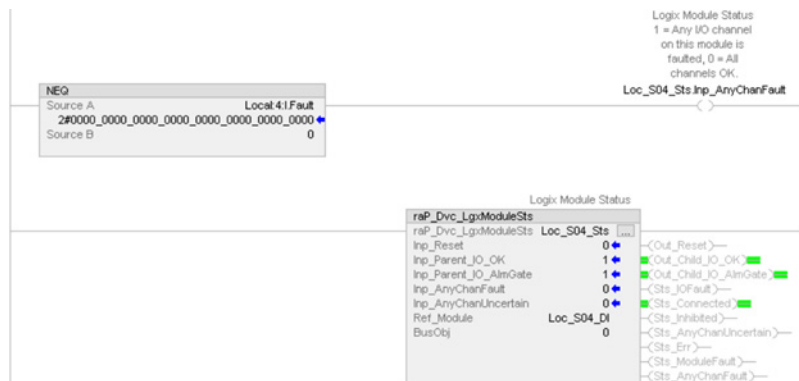 Logix Module Status
1 = Any I/O channel
on this module is
faulted, 0 = All
channels OK.
NEQ
Loc_S04_Sts.Inp_AnyChanFault
Source A Local:4:I.Fault
2#0000_0000_0000_0000_0000_0000_0000_0000
Source B 0
Logix Module Status
raP_Dvc_LgxModuleSts
raP_Dvc_LgxModuleSts Loc_S04_Sts ...
Inp_Reset 0 (Out_Reset)
Inp_Parent_IO_OK 1 (Out_Child_IO_OK)
Inp_Parent_IO_AlmGate 1 (Out_Child_IO_AlmGate)
Inp_AnyChanFault 0 (Sts_IOFault)
Inp_AnyChanUncertain 0 (Sts_Connected)
Ref_Module Loc_S04_DI (Sts_Inhibited)
BusObj 0 (Sts_AnyChanUncertain)
(Sts_Err)
(Sts_ModuleFault)
(Sts_AnyChanFault)